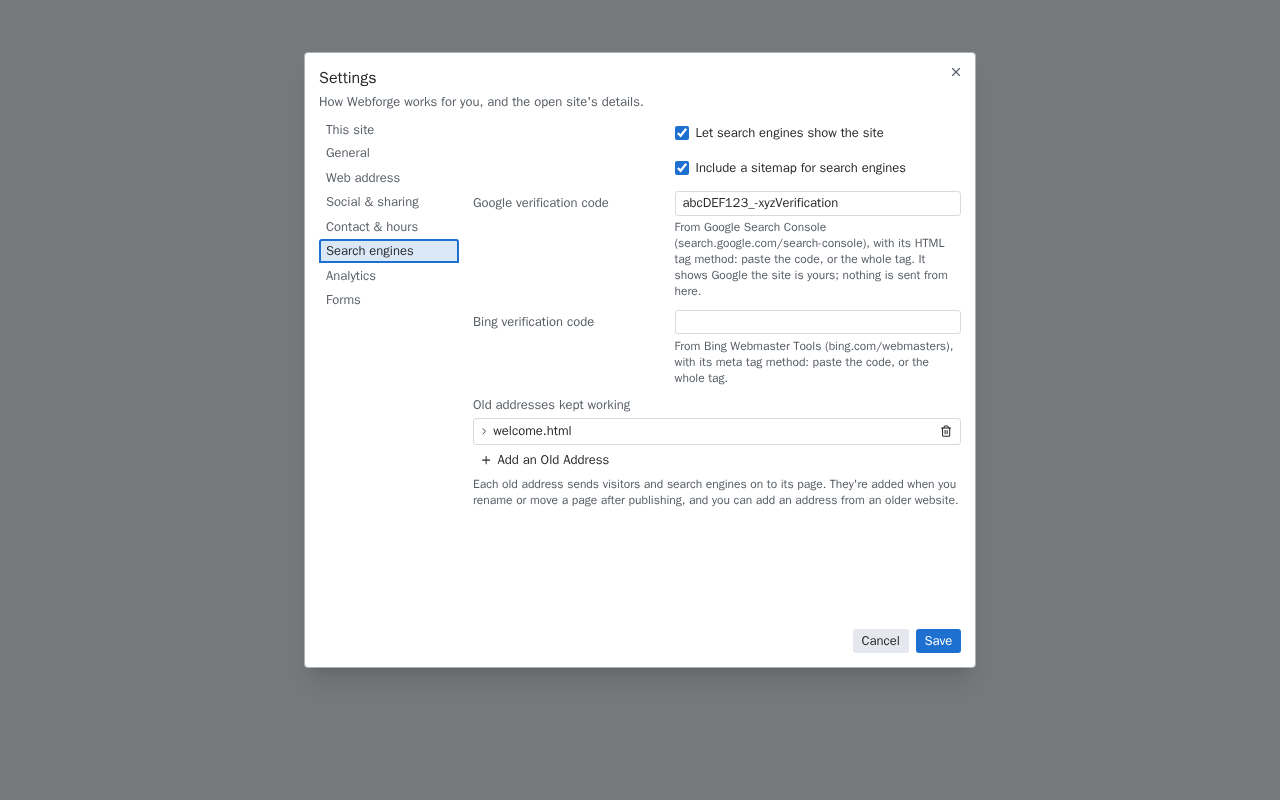 Settings
How Webforge works for you, and the open site's details.
This site
General
Web address
Social & sharing
Contact & hours
Search engines
Analytics
Forms
Let search engines show the site
Include a sitemap for search engines
Google verification code
abcDEF123_-xyzVerification
From Google Search Console
(search.google.com/search-console), with its HTML
tag method: paste the code, or the whole tag. It
shows Google the site is yours; nothing is sent from
here.
Bing verification code
From Bing Webmaster Tools (bing.com/webmasters),
with its meta tag method: paste the code, or the
whole tag.
Old addresses kept working
welcome.html
Add an Old Address
Each old address sends visitors and search engines on to its page. They're added when you
rename or move a page after publishing, and you can add an address from an older website.
Cancel
Save